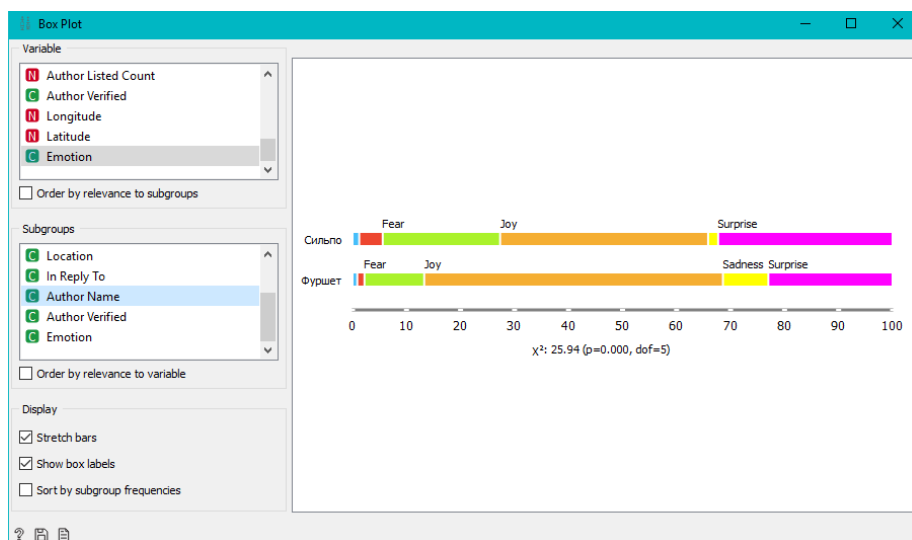 Box Plot
Variable
N Author Listed Count
C Author Verified
N Longitude
N Latitude
C Emotion
Order by relevance to subgroups
Subgroups
C Location
C In Reply To
C Author Name
C Author Verified
C Emotion
Order by relevance to variable
Display
Stretch bars
Show box labels
Sort by subgroup frequencies
?
Fear Joy Surprise
Сильпо
Fear Joy Sadness Surprise
Фуршет
0 10 20 30 40 50 60 70 80 90 100
χ²: 25.94 (p=0.000, dof=5)